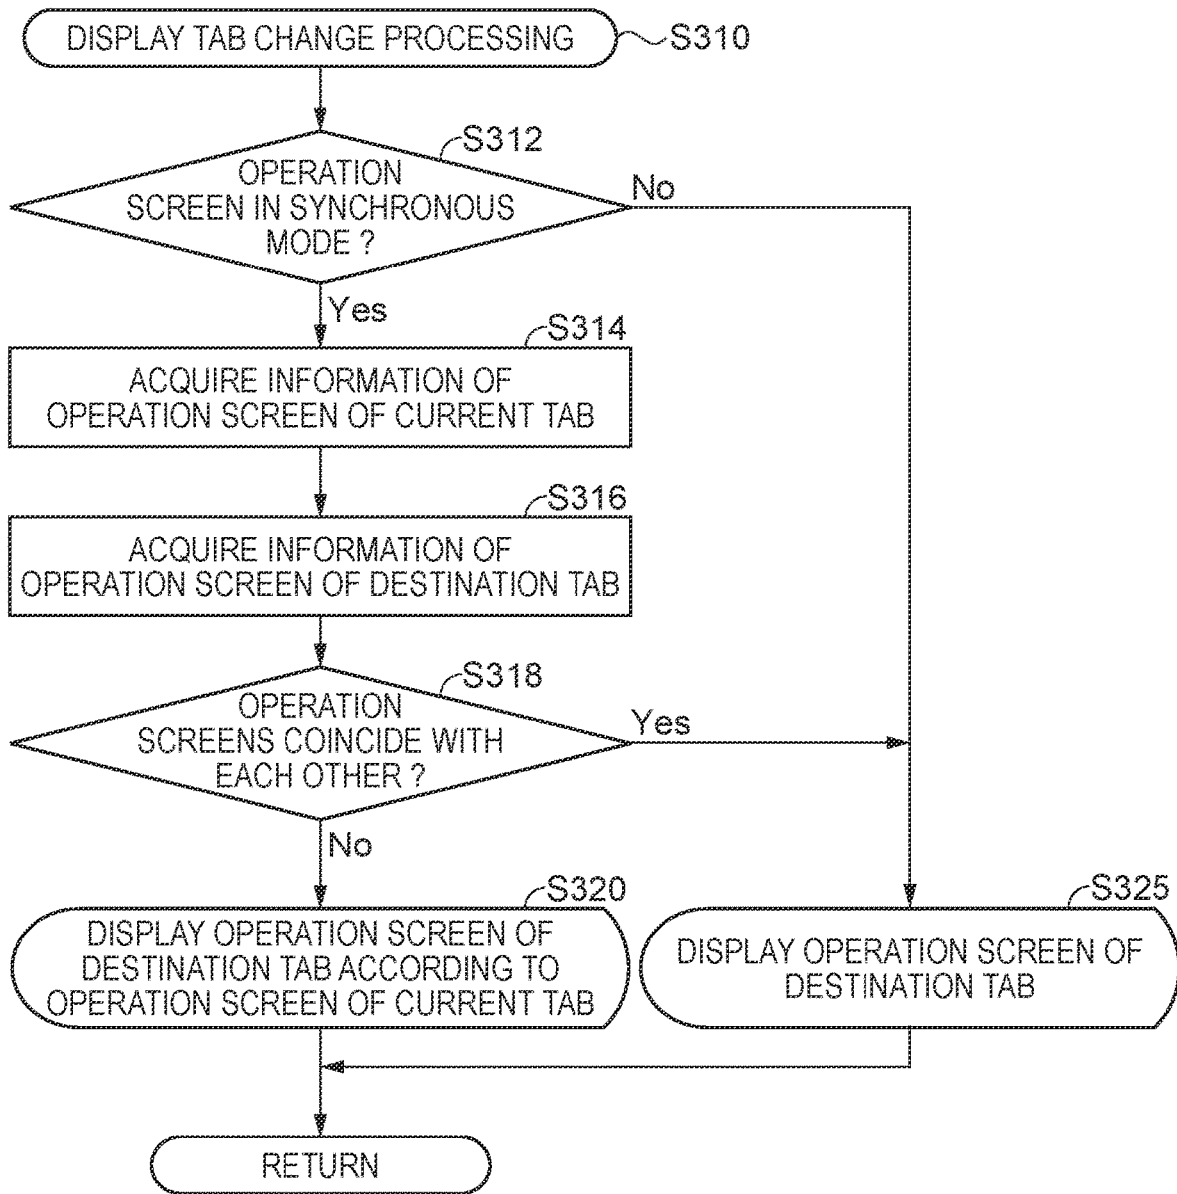 DISPLAY TAB CHANGE PROCESSING
S310
S312
OPERATION
SCREEN IN SYNCHRONOUS
MODE ?
No
Yes
S314
ACQUIRE INFORMATION OF
OPERATION SCREEN OF CURRENT TAB
S316
ACQUIRE INFORMATION OF
OPERATION SCREEN OF DESTINATION TAB
S318
OPERATION
SCREENS COINCIDE WITH
EACH OTHER ?
Yes
No
S320
DISPLAY OPERATION SCREEN OF
DESTINATION TAB ACCORDING TO
OPERATION SCREEN OF CURRENT TAB
S325
DISPLAY OPERATION SCREEN OF
DESTINATION TAB
RETURN